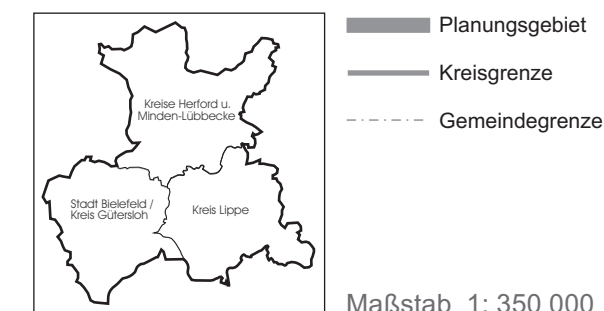 Kreise Herford u.
Minden-Lübbecke
Stadt Bielefeld /
Kreis Gütersloh
Kreis Lippe
Planungsgebiet
Kreisgrenze
Gemeindegrenze
Maßstab 1: 350 000